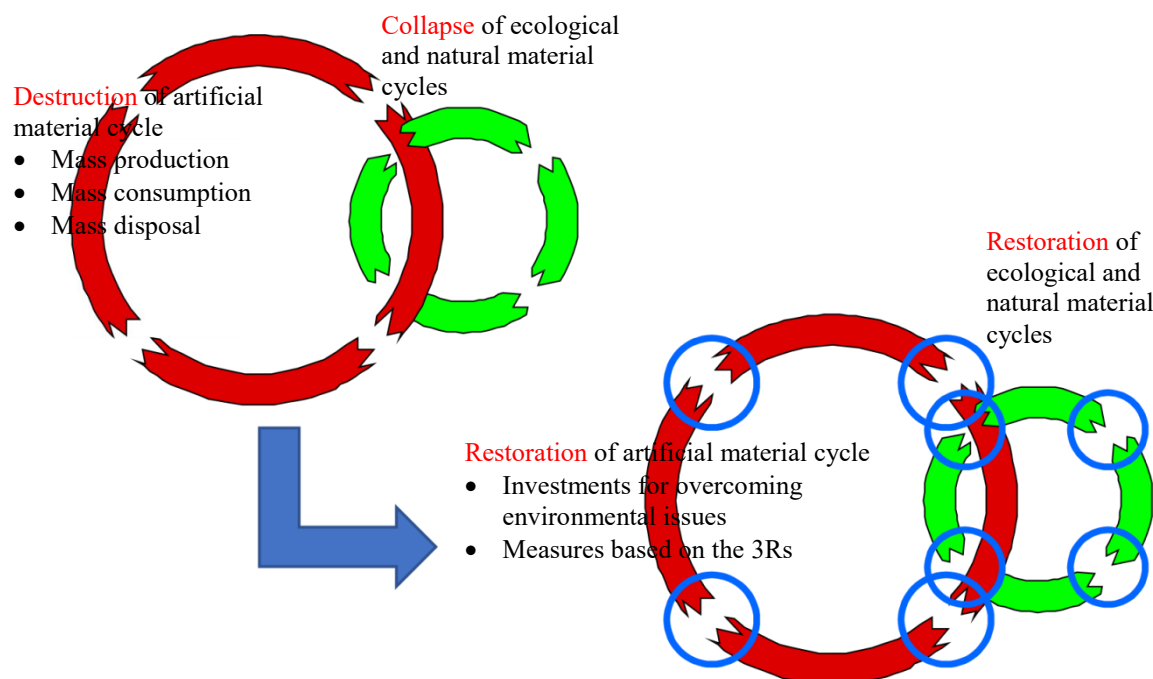 Collapse of ecological
and natural material
cycles
Destruction of artificial
material cycle
• Mass production
• Mass consumption
• Mass disposal
Restoration of
ecological and
natural material
cycles
Restoration of artificial material cycle
• Investments for overcoming
environmental issues
• Measures based on the 3Rs